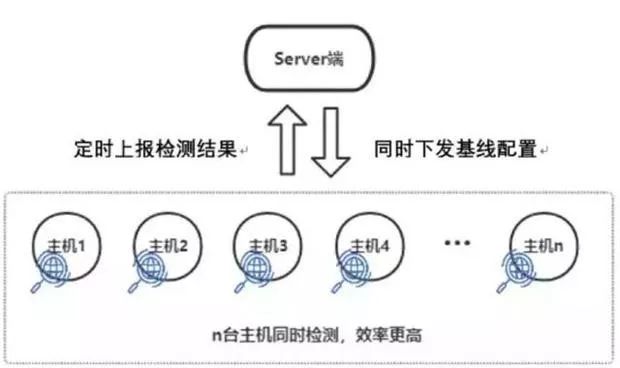 Server端
定时上报检测结果
同时下发基线配置
主机1
主机2
主机3
主机4
•••
主机n
n台主机同时检测，效率更高